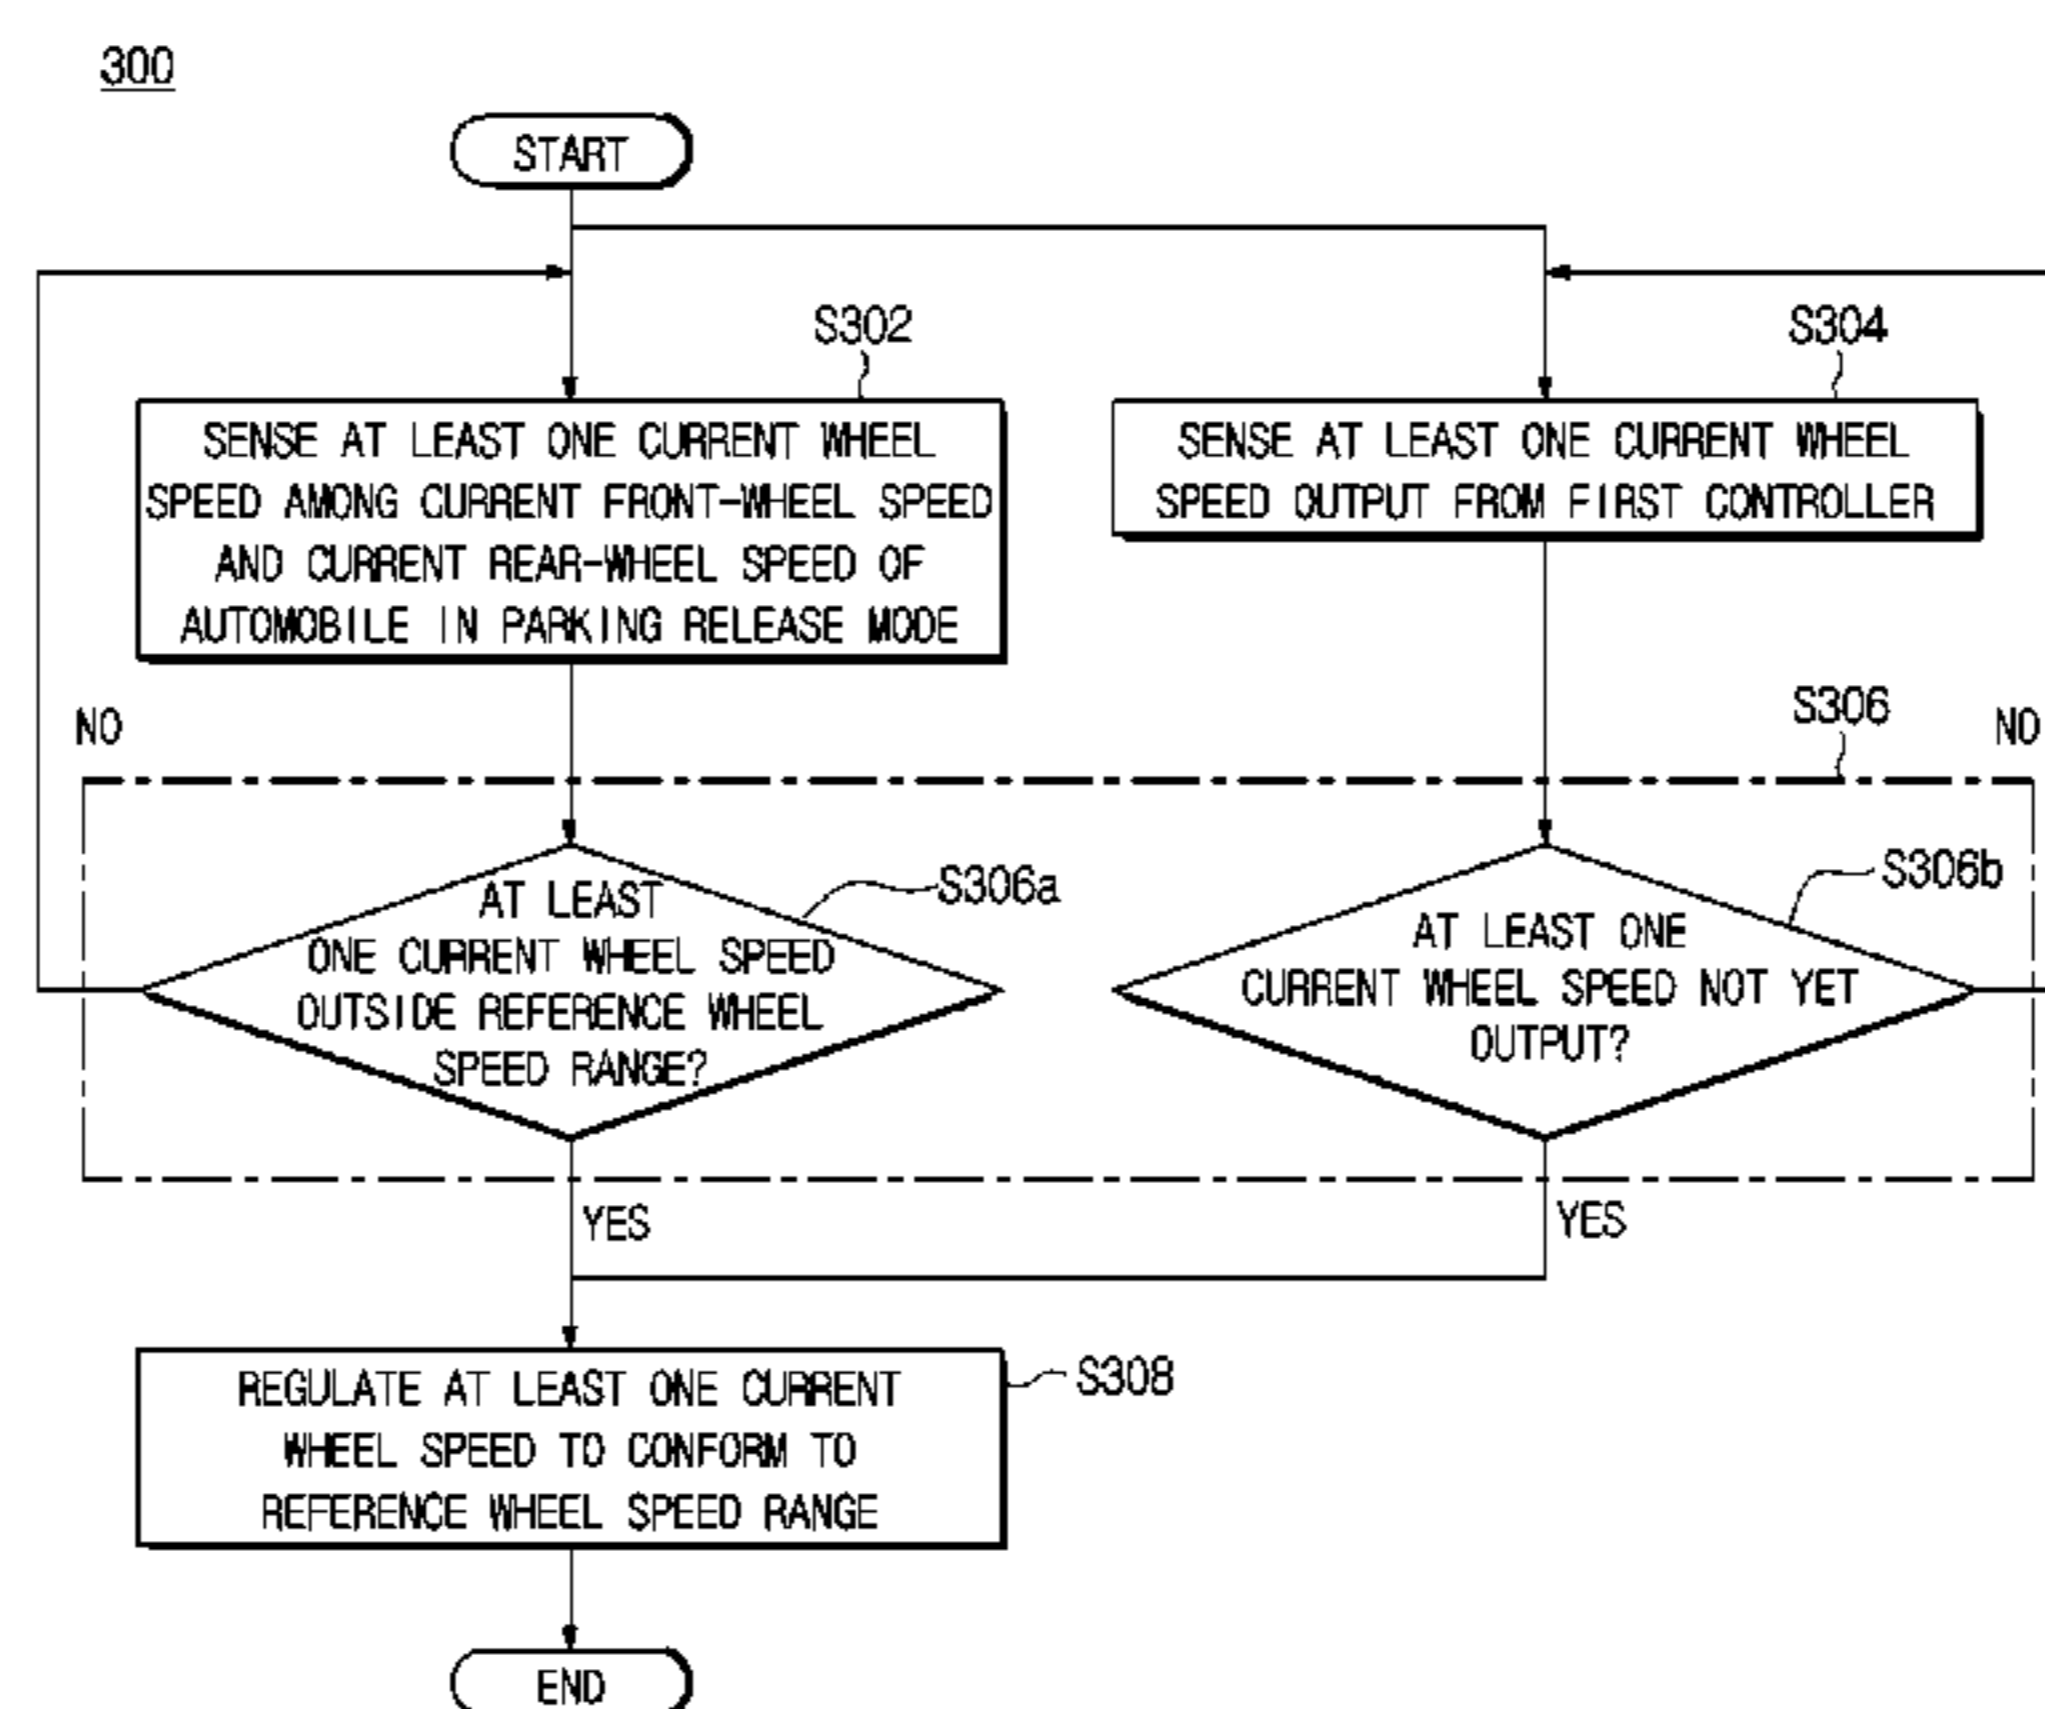 300
START
S302
SENSE AT LEAST ONE CURRENT WHEEL
SPEED AMONG CURRENT FRONT-WHEEL SPEED
AND CURRENT REAR-WHEEL SPEED OF
AUTOMOBILE IN PARKING RELEASE MODE
S304
SENSE AT LEAST ONE CURRENT WHEEL
SPEED OUTPUT FROM FIRST CONTROLLER
NO
S306
NO
AT LEAST
ONE CURRENT WHEEL SPEED
OUTSIDE REFERENCE WHEEL
SPEED RANGE?
S306a
AT LEAST ONE
CURRENT WHEEL SPEED NOT YET
OUTPUT?
S306b
YES
YES
REGULATE AT LEAST ONE CURRENT
WHEEL SPEED TO CONFORM TO
REFERENCE WHEEL SPEED RANGE
S308
END